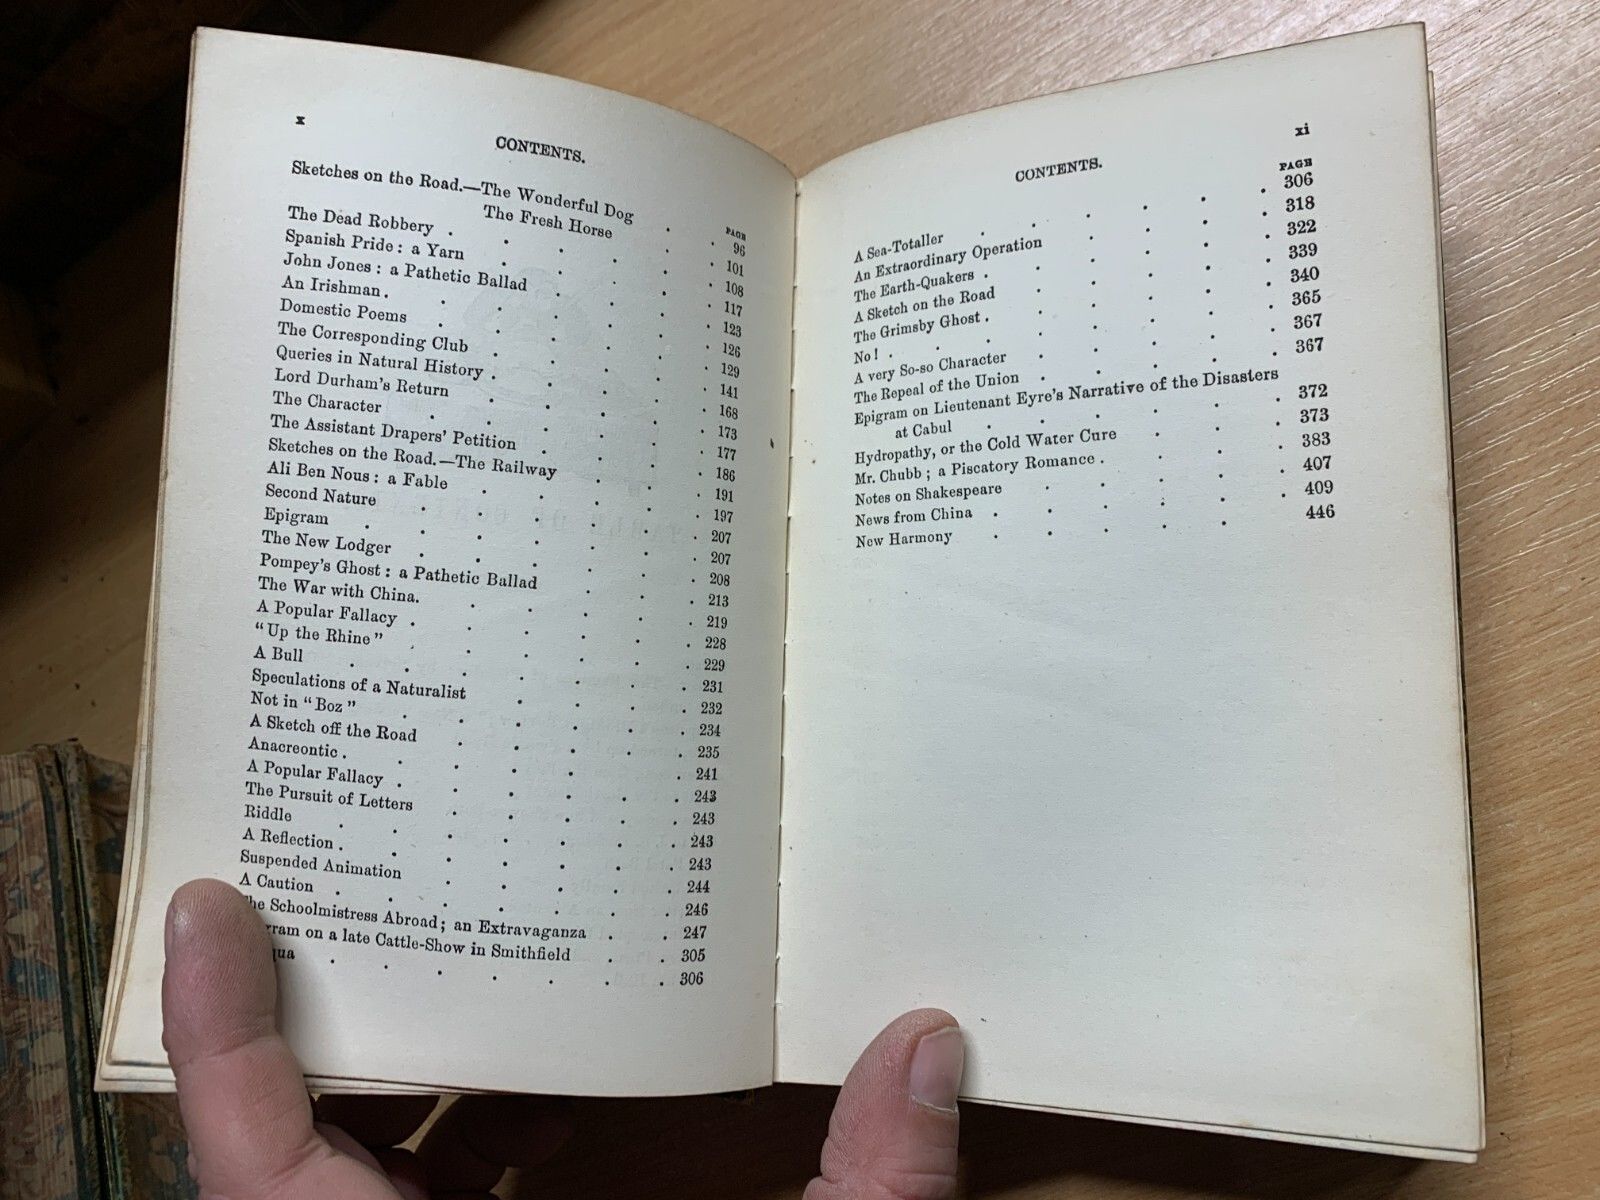 x
CONTENTS.
PAGE
Sketches on the Road.—The Wonderful Dog . . 96
The Fresh Horse . . 101
The Dead Robbery . . . . . . 108
Spanish Pride : a Yarn . . . . . 117
John Jones : a Pathetic Ballad . . . . 123
An Irishman . . . . . . 126
Domestic Poems . . . . . . 129
The Corresponding Club . . . . . 141
Queries in Natural History . . . . . 168
Lord Durham's Return . . . . . 173
The Character . . . . . . 177
The Assistant Drapers' Petition . . . . 186
Sketches on the Road.—The Railway . . . 191
Ali Ben Nous : a Fable . . . . . 197
Second Nature . . . . . . 207
Epigram . . . . . . . 207
The New Lodger . . . . . . 208
Pompey's Ghost : a Pathetic Ballad . . . 213
The War with China. . . . . . 219
A Popular Fallacy . . . . . . 228
"Up the Rhine" . . . . . . 229
A Bull . . . . . . . 231
Speculations of a Naturalist . . . . 232
Not in "Boz" . . . . . . 234
A Sketch off the Road . . . . . 235
Anacreontic . . . . . . 241
A Popular Fallacy . . . . . . 243
The Pursuit of Letters . . . . . 243
Riddle . . . . . . . 243
A Reflection . . . . . . . 243
Suspended Animation . . . . . 244
A Caution . . . . . . . 246
he Schoolmistress Abroad; an Extravaganza . . 247
gram on a late Cattle-Show in Smithfield . . 305
qua . . . . . . . 306
xi
CONTENTS.
PAGE
A Sea-Totaller . . . . . . 306
An Extraordinary Operation . . . . 318
The Earth-Quakers . . . . . . 322
A Sketch on the Road . . . . . 339
The Grimsby Ghost . . . . . . 340
No ! . . . . . . . 365
A very So-so Character . . . . . 367
The Repeal of the Union . . . . . 367
Epigram on Lieutenant Eyre's Narrative of the Disasters
at Cabul . . . . . . 372
Hydropathy, or the Cold Water Cure . . . 373
Mr. Chubb ; a Piscatory Romance . . . . 383
Notes on Shakespeare . . . . . 407
News from China . . . . . . 409
New Harmony . . . . . 446